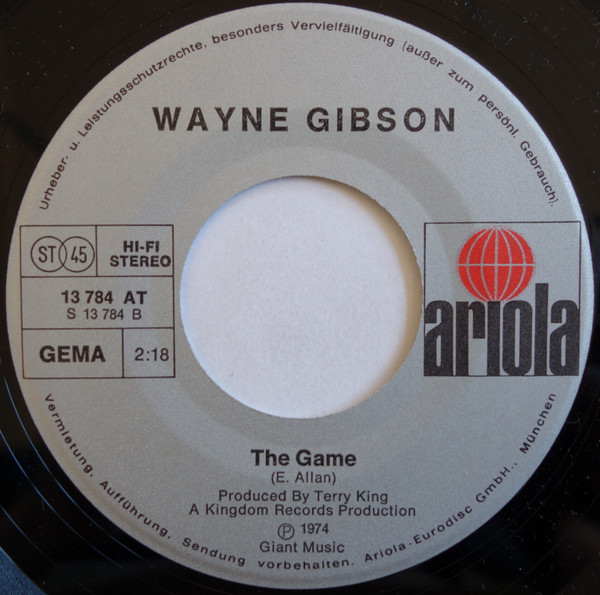 Urheber- u. Leistungsschutzrechte, besonders Vervielfältigung (außer zum persönl. Gebrauch).
WAYNE GIBSON
ST 45
HI-FI
STEREO
13 784 AT
S 13 784 B
GEMA 2:18
ariola
The Game
(E. Allan)
Produced By Terry King
A Kingdom Records Production
Ⓟ 1974
Giant Music
Vermietung, Aufführung, Sendung vorbehalten. Ariola-Eurodisc GmbH., München